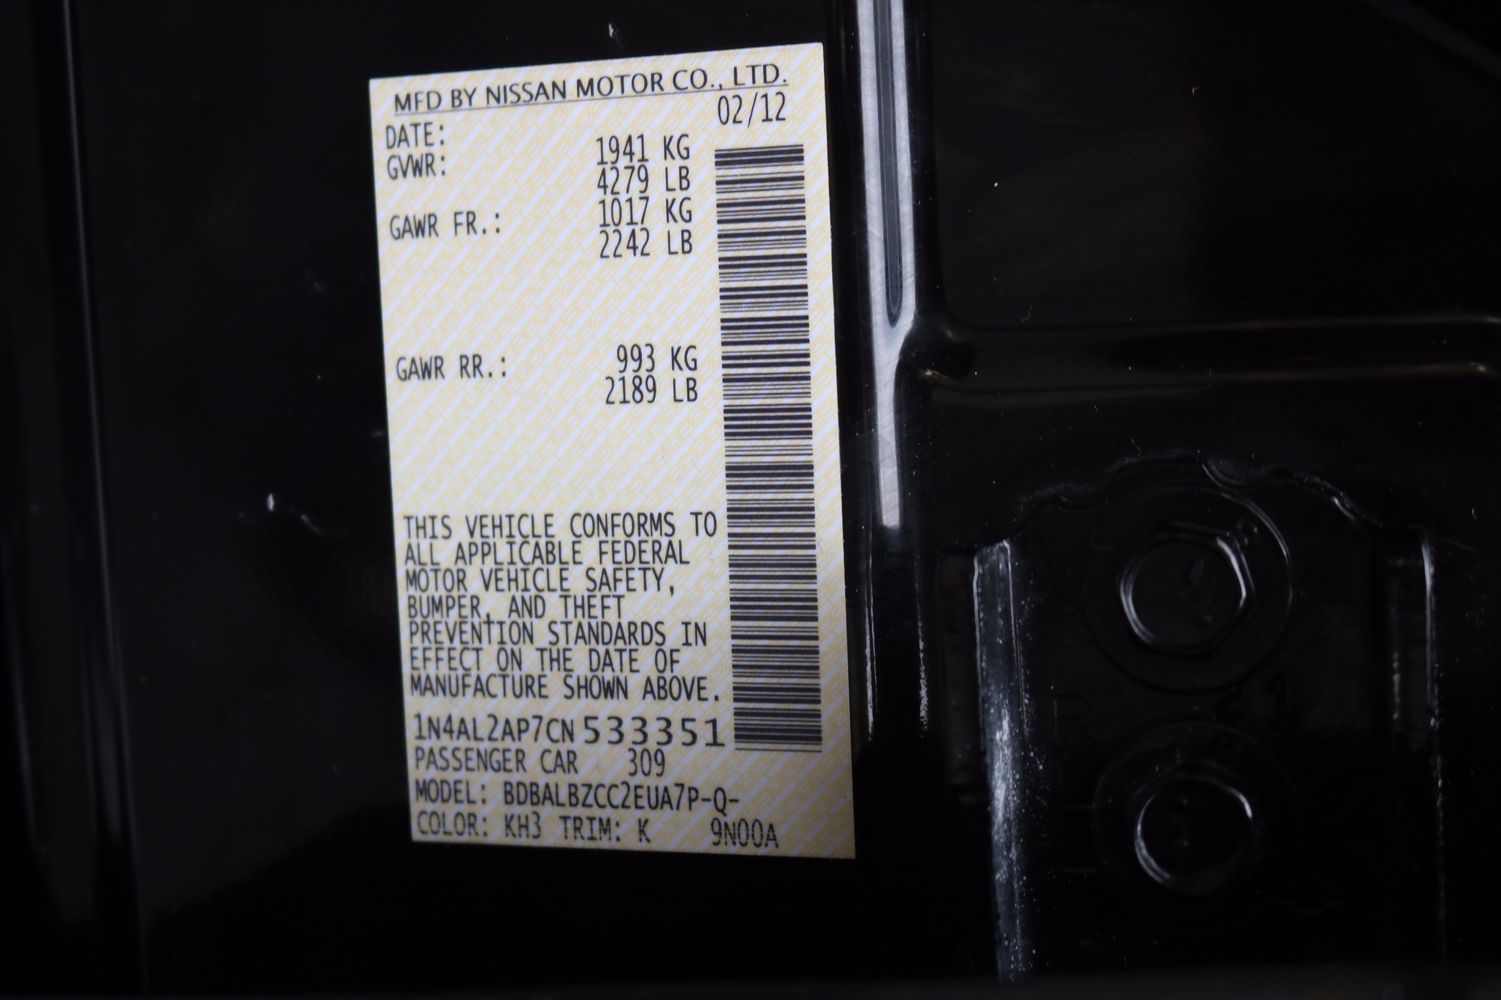 MFD BY NISSAN MOTOR CO., LTD.
DATE: 02/12
GVWR: 1941 KG
4279 LB
GAWR FR.: 1017 KG
2242 LB
GAWR RR.: 993 KG
2189 LB
THIS VEHICLE CONFORMS TO
ALL APPLICABLE FEDERAL
MOTOR VEHICLE SAFETY,
BUMPER, AND THEFT
PREVENTION STANDARDS IN
EFFECT ON THE DATE OF
MANUFACTURE SHOWN ABOVE.
1N4AL2AP7CN533351
PASSENGER CAR 309
MODEL: BDBALBZCC2EUA7P-Q-
COLOR: KH3 TRIM: K 9N00A